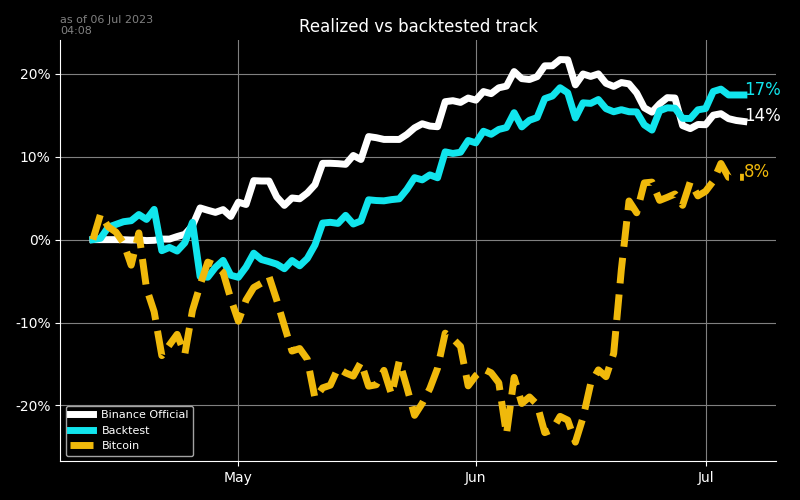 as of 06 Jul 2023
04:08
Realized vs backtested track
20%
10%
0%
-10%
-20%
17%
14%
8%
Binance Official
Backtest
Bitcoin
May
Jun
Jul